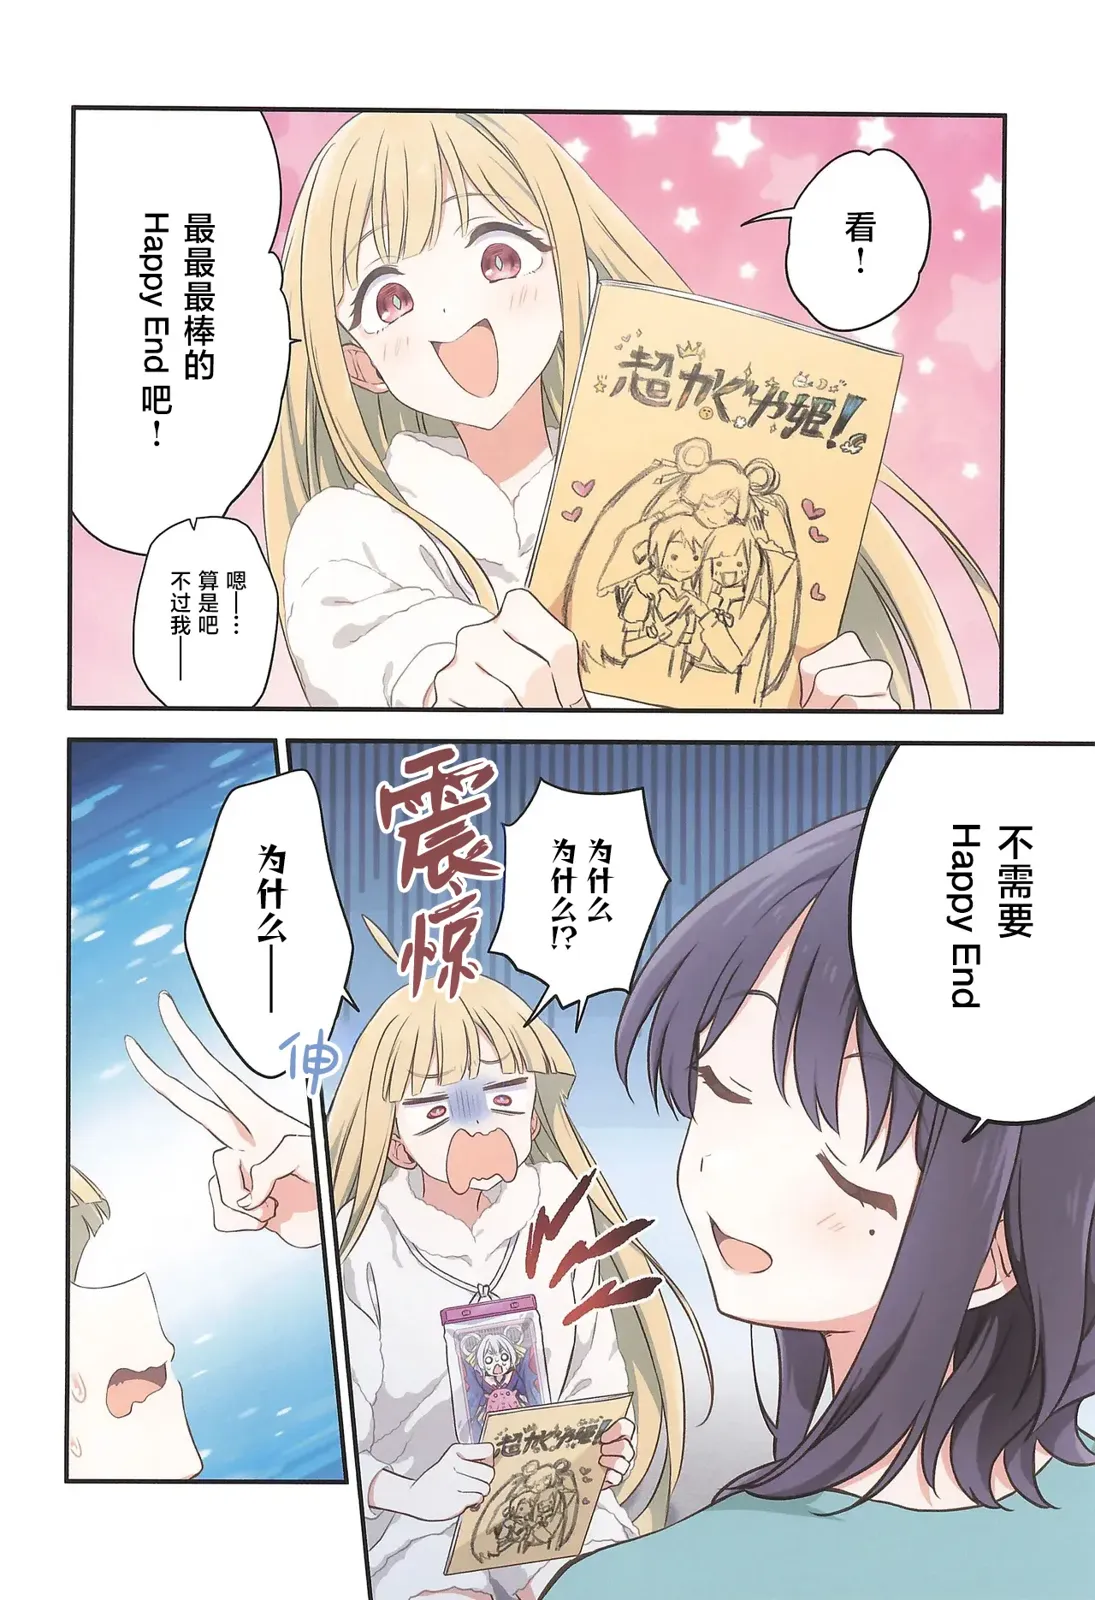 看！
超かぐや姫！
最最最棒的
Happy End 吧！
嗯——…
算是吧
不过我——
不需要
Happy End
为什么
为什么!?
震惊
超かぐや姫！
为什么——
伸